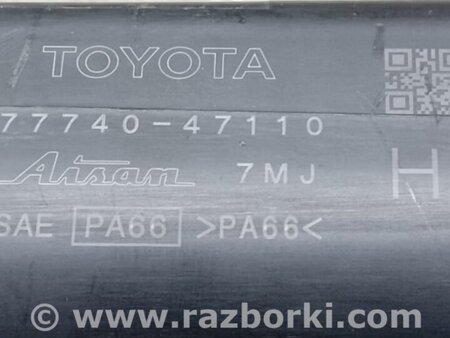 TOYOTA
77740-47110
Aisan 7MJ H
SAE PA66 >PA66<
© www.razborki.com